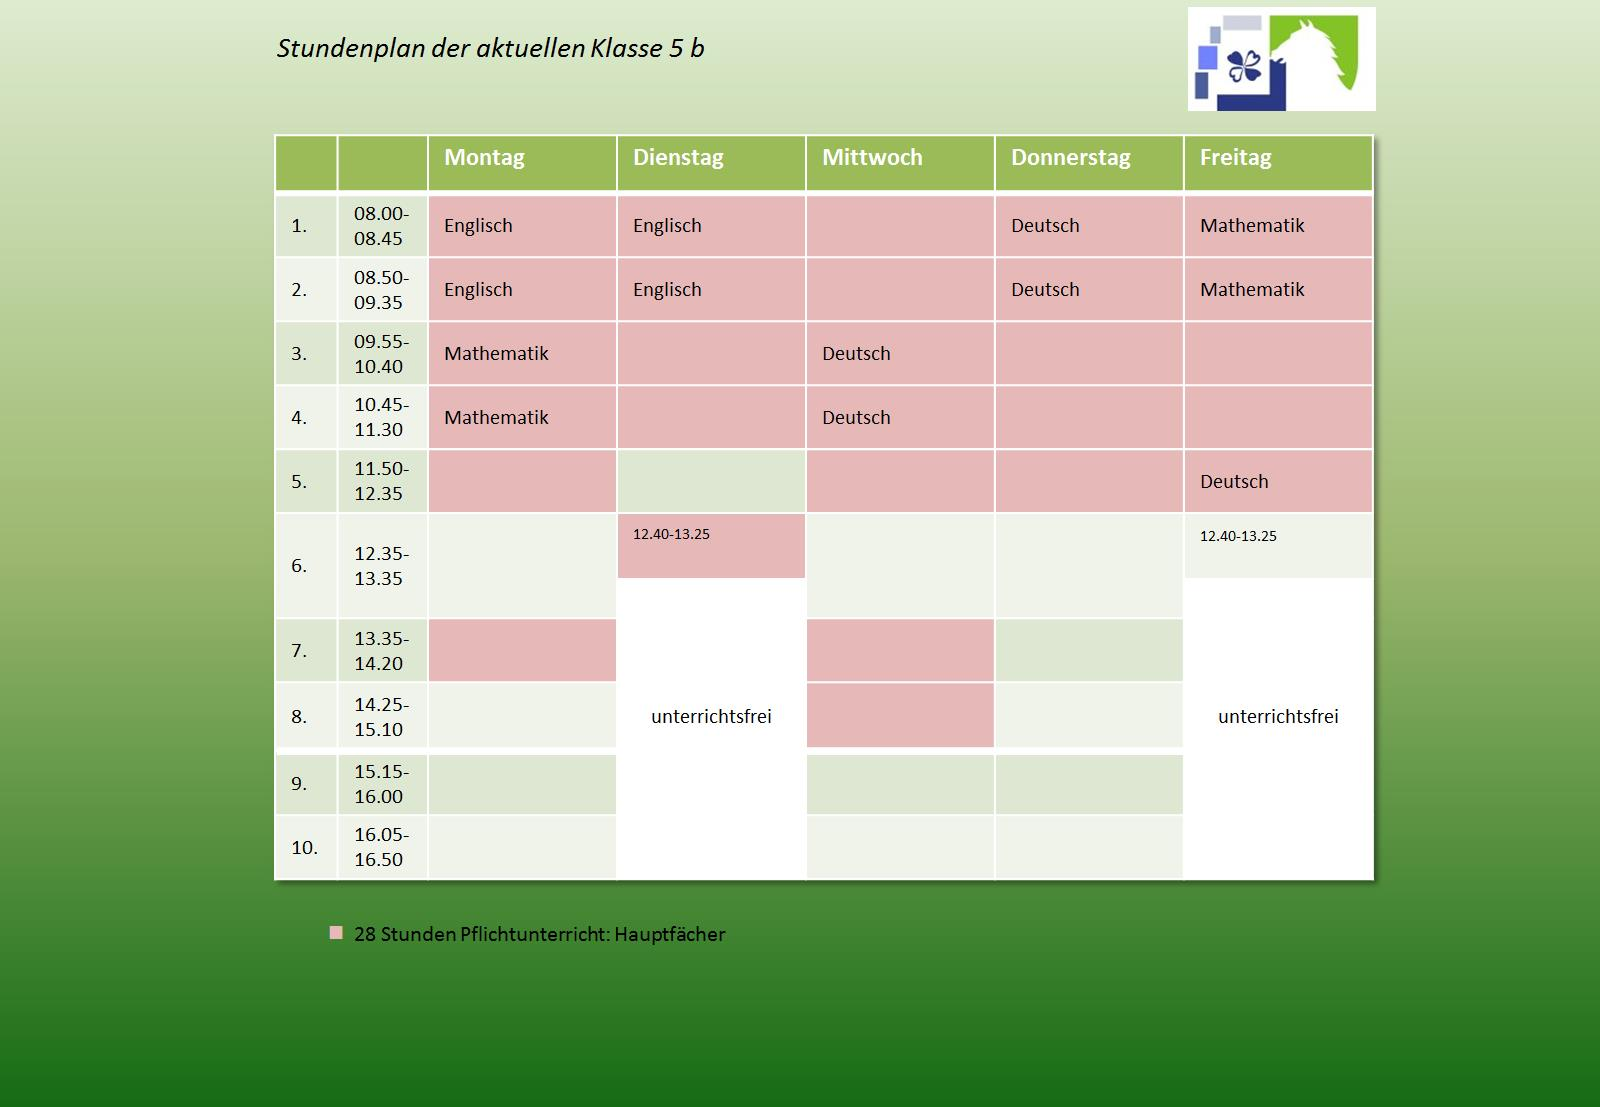 Stundenplan der aktuellen Klasse 5 b
Montag Dienstag Mittwoch Donnerstag Freitag
1. 08.00-08.45 Englisch Englisch Deutsch Mathematik
2. 08.50-09.35 Englisch Englisch Deutsch Mathematik
3. 09.55-10.40 Mathematik Deutsch
4. 10.45-11.30 Mathematik Deutsch
5. 11.50-12.35 Deutsch
6. 12.35-13.35 12.40-13.25 12.40-13.25
7. 13.35-14.20
8. 14.25-15.10 unterrichtsfrei unterrichtsfrei
9. 15.15-16.00
10. 16.05-16.50
28 Stunden Pflichtunterricht: Hauptfächer